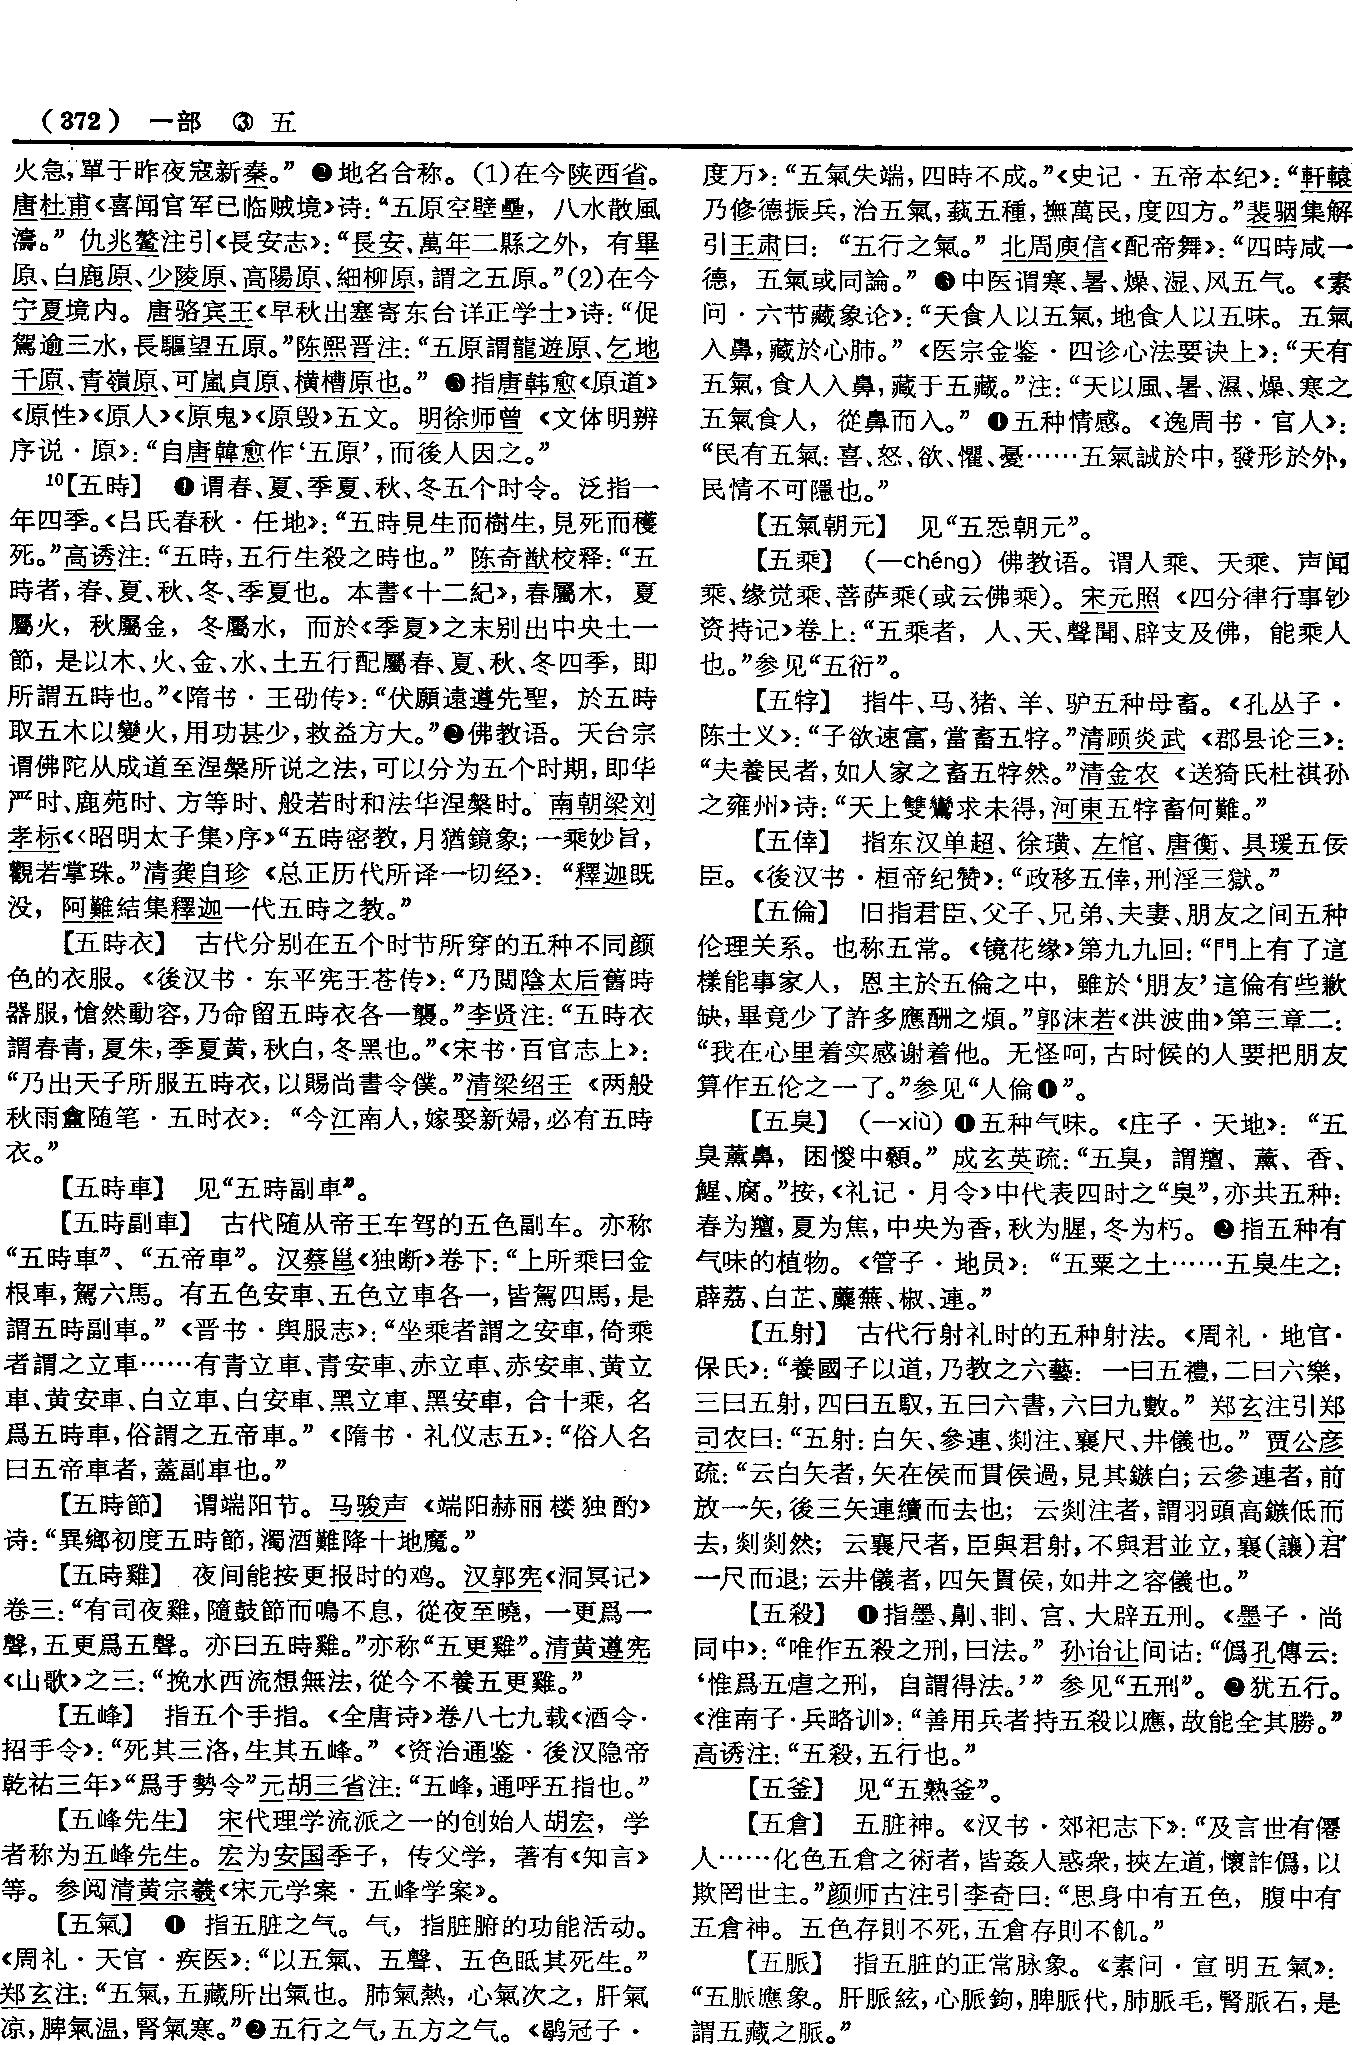 （372） 一部 ③ 五
火急，單于昨夜寇新秦。”❷地名合称。(1)在今陕西省。
唐杜甫《喜闻官军已临贼境》诗：“五原空壁壘，八水散風
濤。”仇兆鳌注引《長安志》：“長安、萬年二縣之外，有畢
原、白鹿原、少陵原、高陽原、細柳原，謂之五原。”(2)在今
宁夏境内。唐骆宾王《早秋出塞寄东台详正学士》诗：“促
駕逾三水，長驅望五原。”陈熙晋注：“五原謂龍遊原、乞地
千原、青嶺原、可嵐貞原、横槽原也。”❸指唐韩愈《原道》
《原性》《原人》《原鬼》《原毁》五文。明徐师曾《文体明辨
序说·原》：“自唐韓愈作‘五原’，而後人因之。”
¹⁰【五時】 ❶谓春、夏、季夏、秋、冬五个时令。泛指一
年四季。《吕氏春秋·任地》：“五時見生而樹生，見死而穫
死。”高诱注：“五時，五行生殺之時也。”陈奇猷校释：“五
時者，春、夏、秋、冬、季夏也。本書《十二紀》，春屬木，夏
屬火，秋屬金，冬屬水，而於《季夏》之末别出中央土一
節，是以木、火、金、水、土五行配屬春、夏、秋、冬四季，即
所謂五時也。”《隋书·王劭传》：“伏願遠遵先聖，於五時
取五木以變火，用功甚少，救益方大。”❷佛教语。天台宗
谓佛陀从成道至涅槃所说之法，可以分为五个时期，即华
严时、鹿苑时、方等时、般若时和法华涅槃时。南朝梁刘
孝标《〈昭明太子集〉序》“五時密教，月猶鏡象；一乘妙旨，
觀若掌珠。”清龚自珍《总正历代所译一切经》：“釋迦既
没，阿難結集釋迦一代五時之教。”
【五時衣】 古代分别在五个时节所穿的五种不同颜
色的衣服。《後汉书·东平宪王苍传》：“乃閲陰太后舊時
器服，愴然動容，乃命留五時衣各一襲。”李贤注：“五時衣
謂春青，夏朱，季夏黄，秋白，冬黑也。”《宋书·百官志上》：
“乃出天子所服五時衣，以賜尚書令僕。”清梁绍壬《两般
秋雨盦随笔·五时衣》：“今江南人，嫁娶新婦，必有五時
衣。”
【五時車】 见“五時副車”。
【五時副車】 古代随从帝王车驾的五色副车。亦称
“五時車”、“五帝車”。汉蔡邕《独断》卷下：“上所乘曰金
根車，駕六馬。有五色安車、五色立車各一，皆駕四馬，是
謂五時副車。”《晋书·舆服志》：“坐乘者謂之安車，倚乘
者謂之立車……有青立車、青安車、赤立車、赤安車、黄立
車、黄安車、白立車、白安車、黑立車、黑安車，合十乘，名
爲五時車，俗謂之五帝車。”《隋书·礼仪志五》：“俗人名
曰五帝車者，蓋副車也。”
【五時節】 谓端阳节。马骏声《端阳赫丽楼独酌》
诗：“異鄉初度五時節，濁酒難降十地魔。”
【五時雞】 夜间能按更报时的鸡。汉郭宪《洞冥记》
卷三：“有司夜雞，隨鼓節而鳴不息，從夜至曉，一更爲一
聲，五更爲五聲。亦曰五時雞。”亦称“五更雞”。清黄遵宪
《山歌》之三：“挽水西流想無法，從今不養五更雞。”
【五峰】 指五个手指。《全唐诗》卷八七九载《酒令·
招手令》：“死其三洛，生其五峰。”《资治通鉴·後汉隐帝
乾祐三年》“爲手勢令”元胡三省注：“五峰，通呼五指也。”
【五峰先生】 宋代理学流派之一的创始人胡宏，学
者称为五峰先生。宏为安国季子，传父学，著有《知言》
等。参阅清黄宗羲《宋元学案·五峰学案》。
【五氣】 ❶ 指五脏之气。气，指脏腑的功能活动。
《周礼·天官·疾医》：“以五氣、五聲、五色眡其死生。”
郑玄注：“五氣，五藏所出氣也。肺氣熱，心氣次之，肝氣
凉，脾氣温，腎氣寒。”❷五行之气，五方之气。《鹖冠子·
度万》：“五氣失端，四時不成。”《史记·五帝本纪》：“軒轅
乃修德振兵，治五氣，蓺五種，撫萬民，度四方。”裴骃集解
引王肃曰：“五行之氣。”北周庾信《配帝舞》：“四時咸一
德，五氣或同論。”❸中医谓寒、暑、燥、湿、风五气。《素
问·六节藏象论》：“天食人以五氣，地食人以五味。五氣
入鼻，藏於心肺。”《医宗金鉴·四诊心法要诀上》：“天有
五氣，食人入鼻，藏于五藏。”注：“天以風、暑、濕、燥、寒之
五氣食人，從鼻而入。”❹五种情感。《逸周书·官人》：
“民有五氣：喜、怒、欲、懼、憂……五氣誠於中，發形於外，
民情不可隱也。”
【五氣朝元】 见“五炁朝元”。
【五乘】 （—chéng）佛教语。谓人乘、天乘、声闻
乘、缘觉乘、菩萨乘(或云佛乘)。宋元照《四分律行事钞
资持记》卷上：“五乘者，人、天、聲聞、辟支及佛，能乘人
也。”参见“五衍”。
【五牸】 指牛、马、猪、羊、驴五种母畜。《孔丛子·
陈士义》：“子欲速富，當畜五牸。”清顾炎武《郡县论三》：
“夫養民者，如人家之畜五牸然。”清金农《送猗氏杜祺孙
之雍州》诗：“天上雙鸞求未得，河東五牸畜何難。”
【五倖】 指东汉单超、徐璜、左悺、唐衡、具瑗五佞
臣。《後汉书·桓帝纪赞》：“政移五倖，刑淫三獄。”
【五倫】 旧指君臣、父子、兄弟、夫妻、朋友之间五种
伦理关系。也称五常。《镜花缘》第九九回：“門上有了這
樣能事家人，恩主於五倫之中，雖於‘朋友’這倫有些歉
缺，畢竟少了許多應酬之煩。”郭沫若《洪波曲》第三章二：
“我在心里着实感谢着他。无怪呵，古时候的人要把朋友
算作五伦之一了。”参见“人倫❶”。
【五臭】 （—xiù）❶五种气味。《庄子·天地》：“五
臭薰鼻，困惾中顙。”成玄英疏：“五臭，謂羶、薰、香、
鯹、腐。”按，《礼记·月令》中代表四时之“臭”，亦共五种：
春为羶，夏为焦，中央为香，秋为腥，冬为朽。❷指五种有
气味的植物。《管子·地员》：“五粟之土……五臭生之：
薜荔、白芷、蘪蕪、椒、連。”
【五射】 古代行射礼时的五种射法。《周礼·地官·
保氏》：“養國子以道，乃教之六藝：一曰五禮，二曰六樂，
三曰五射，四曰五馭，五曰六書，六曰九數。”郑玄注引郑
司农曰：“五射：白矢、參連、剡注、襄尺、井儀也。”贾公彦
疏：“云白矢者，矢在侯而貫侯過，見其鏃白；云參連者，前
放一矢，後三矢連續而去也；云剡注者，謂羽頭高鏃低而
去，剡剡然；云襄尺者，臣與君射，不與君並立，襄(讓)君
一尺而退；云井儀者，四矢貫侯，如井之容儀也。”
【五殺】 ❶指墨、劓、剕、宫、大辟五刑。《墨子·尚
同中》：“唯作五殺之刑，曰法。”孙诒让间诂：“僞孔傳云：
‘惟爲五虐之刑，自謂得法。’”参见“五刑”。❷犹五行。
《淮南子·兵略训》：“善用兵者持五殺以應，故能全其勝。”
高诱注：“五殺，五行也。”
【五釜】 见“五熟釜”。
【五倉】 五脏神。《汉书·郊祀志下》：“及言世有僊
人……化色五倉之術者，皆姦人惑衆，挾左道，懷詐僞，以
欺罔世主。”颜师古注引李奇曰：“思身中有五色，腹中有
五倉神。五色存則不死，五倉存則不飢。”
【五脈】 指五脏的正常脉象。《素问·宣明五氣》：
“五脈應象。肝脈絃，心脈鉤，脾脈代，肺脈毛，腎脈石，是
謂五藏之脈。”